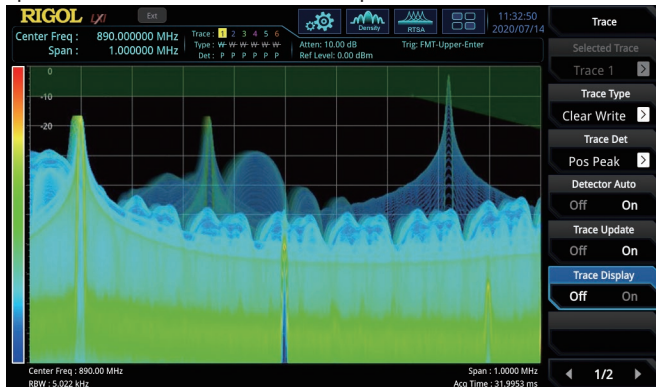 RIGOL LXI Ext
11:32:50
2020/07/14
Density
RTSA
Center Freq : 890.000000 MHz
Span : 1.000000 MHz
Trace : 1 2 3 4 5 6
Type : W W W W W W
Det : P P P P P P
Atten: 10.00 dB
Ref Level: 0.00 dBm
Trig: FMT-Upper-Enter
0
-10
-20
Center Freq : 890.00 MHz
RBW : 5.022 kHz
Span : 1.0000 MHz
Acq Time : 31.9953 ms
Trace
Selected Trace
Trace 1
Trace Type
Clear Write
Trace Det
Pos Peak
Detector Auto
Off On
Trace Update
Off On
Trace Display
Off On
1/2